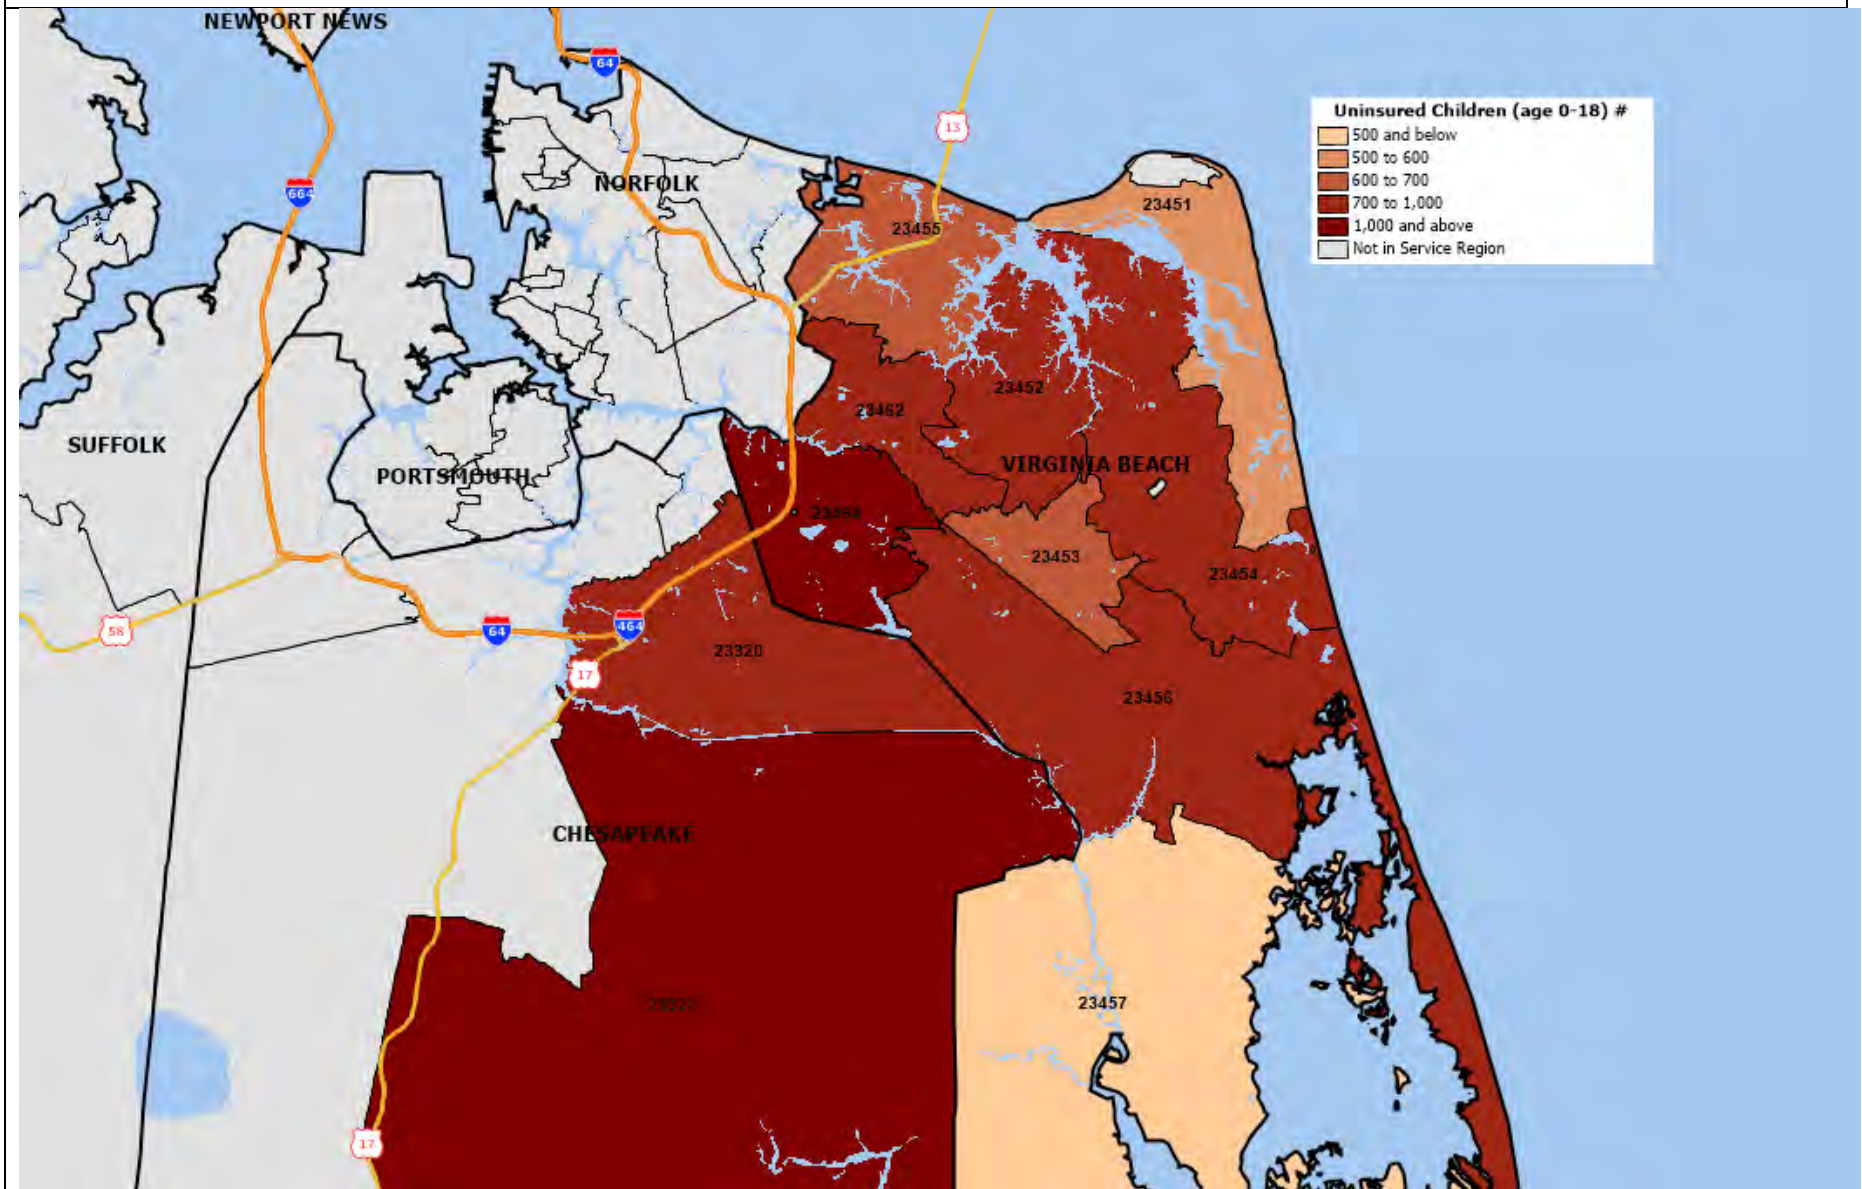 NEWPORT NEWS
64
13
Uninsured Children (age 0-18) #
500 and below
500 to 600
600 to 700
700 to 1,000
1,000 and above
Not in Service Region
664
NORFOLK
23451
23455
23452
23462
SUFFOLK
VIRGINIA BEACH
PORTSMOUTH
23464
23453
23454
58
64
464
23320
17
23456
CHESAPEAKE
23457
17